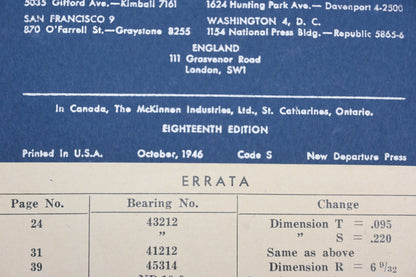 5035 Gifford Ave.—Kimball 7161
1624 Hunting Park Ave.—Davenport 4-2500
SAN FRANCISCO 9
WASHINGTON 4, D. C.
870 O'Farrell St.—Graystone 8255
1154 National Press Bldg.—Republic 5865-6
ENGLAND
111 Grosvenor Road
London, SW1
In Canada, The McKinnon Industries, Ltd., St. Catharines, Ontario.
EIGHTEENTH EDITION
Printed in U.S.A. October, 1946 Code S New Departure Press
ERRATA
Page No. Bearing No. Change
24 43212 Dimension T = .095
" " S = .220
31 41212 Same as above
39 45314 Dimension R = 6 9/32